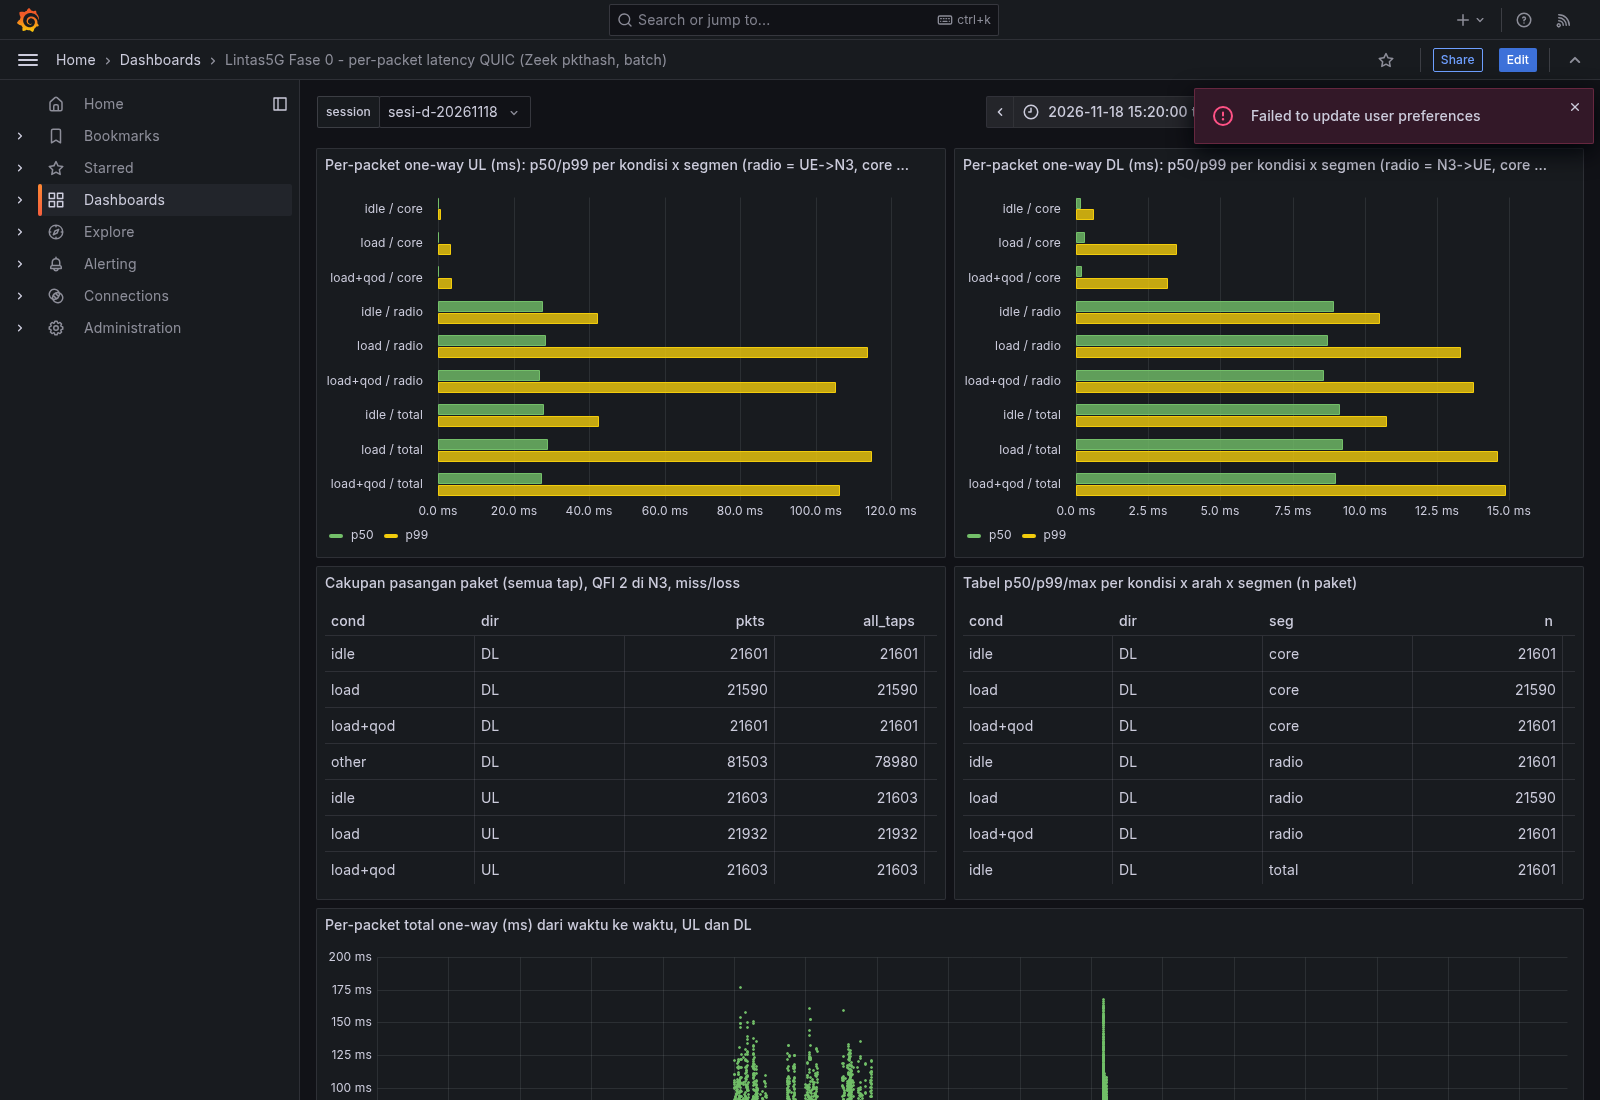 Search or jump to...
ctrl+k
Home
Dashboards
Lintas5G Fase 0 - per-packet latency QUIC (Zeek pkthash, batch)
Share
Edit
Home
Bookmarks
Starred
Dashboards
Explore
Alerting
Connections
Administration
session
sesi-d-20261118
2026-11-18 15:20:00
Failed to update user preferences
Per-packet one-way UL (ms): p50/p99 per kondisi x segmen (radio = UE->N3, core ...
idle / core
load / core
load+qod / core
idle / radio
load / radio
load+qod / radio
idle / total
load / total
load+qod / total
0.0 ms 20.0 ms 40.0 ms 60.0 ms 80.0 ms 100.0 ms 120.0 ms
p50 p99
Per-packet one-way DL (ms): p50/p99 per kondisi x segmen (radio = N3->UE, core ...
idle / core
load / core
load+qod / core
idle / radio
load / radio
load+qod / radio
idle / total
load / total
load+qod / total
0.0 ms 2.5 ms 5.0 ms 7.5 ms 10.0 ms 12.5 ms 15.0 ms
p50 p99
Cakupan pasangan paket (semua tap), QFI 2 di N3, miss/loss
cond dir pkts all_taps
idle DL 21601 21601
load DL 21590 21590
load+qod DL 21601 21601
other DL 81503 78980
idle UL 21603 21603
load UL 21932 21932
load+qod UL 21603 21603
Tabel p50/p99/max per kondisi x arah x segmen (n paket)
cond dir seg n
idle DL core 21601
load DL core 21590
load+qod DL core 21601
idle DL radio 21601
load DL radio 21590
load+qod DL radio 21601
idle DL total 21601
Per-packet total one-way (ms) dari waktu ke waktu, UL dan DL
200 ms
175 ms
150 ms
125 ms
100 ms